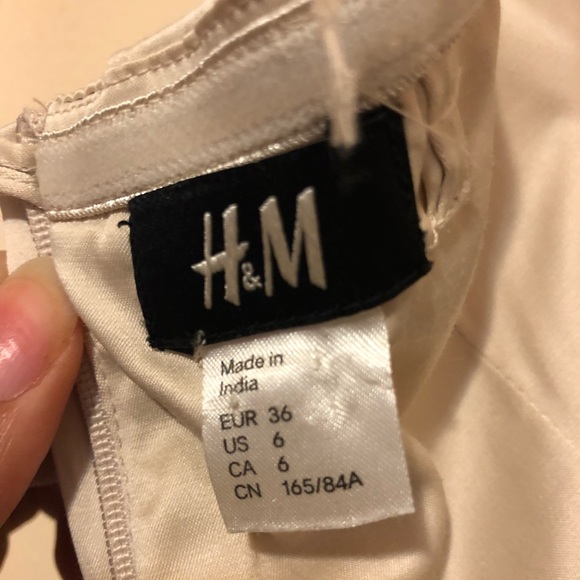 H&M
Made in
India
EUR 36
US 6
CA 6
CN 165/84A